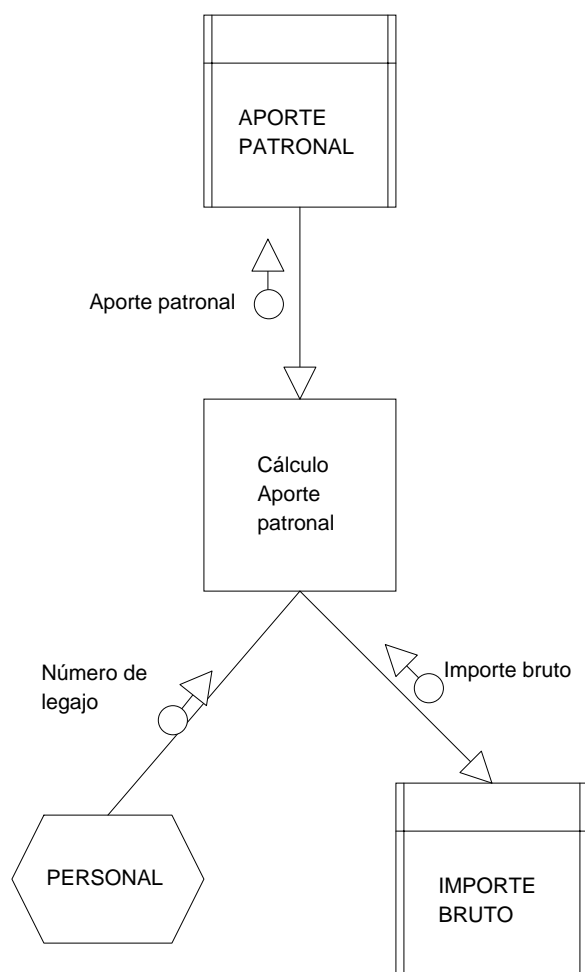 APORTE
PATRONAL
Aporte patronal
Cálculo
Aporte
patronal
Número de
legajo
Importe bruto
PERSONAL
IMPORTE
BRUTO